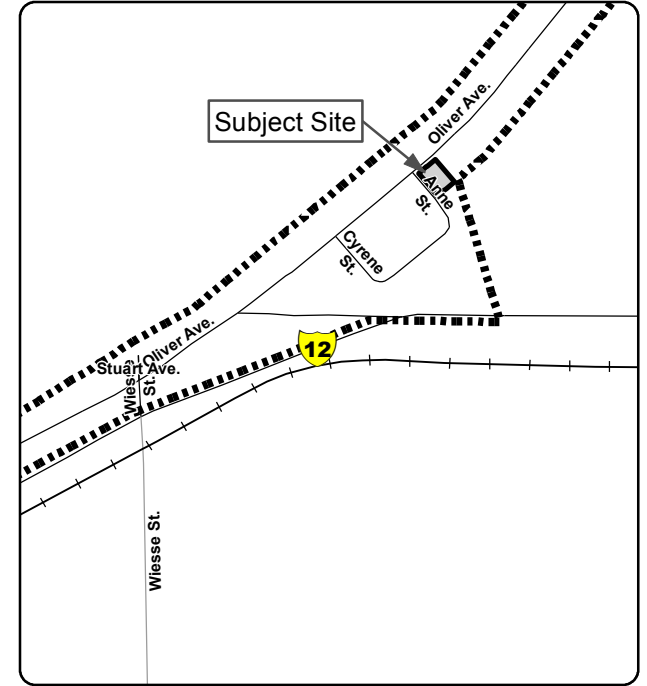 Oliver Ave.
Subject Site
Anne
St.
Cyrene
St.
Oliver Ave.
12
Stuart Ave.
Wiesse
St.
Wiesse St.